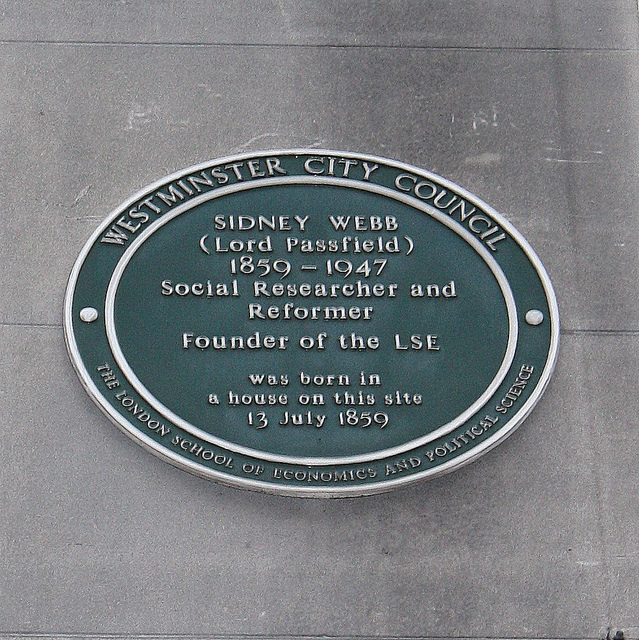 WESTMINSTER CITY COUNCIL
SIDNEY WEBB
(Lord Passfield)
1859 – 1947
Social Researcher and
Reformer
Founder of the LSE
was born in
a house on this site
13 July 1859
THE LONDON SCHOOL OF ECONOMICS AND POLITICAL SCIENCE